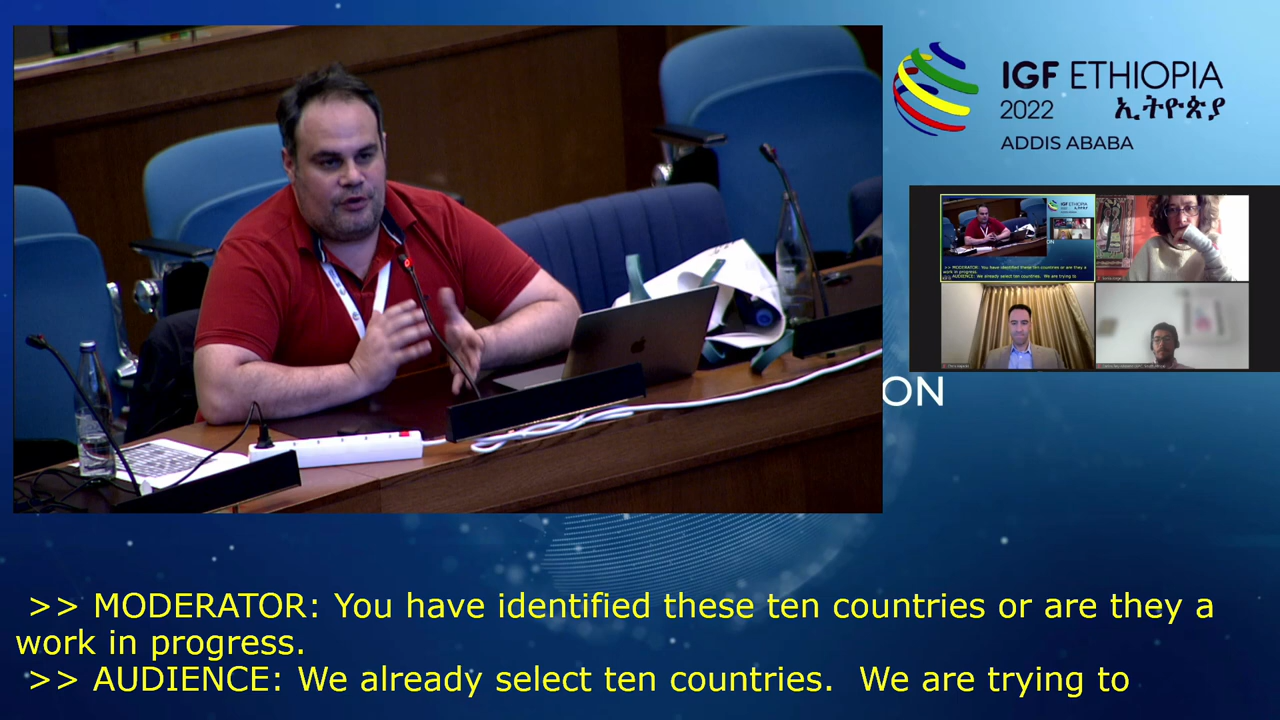 IGF ETHIOPIA
2022 ኢትዮጵያ
ADDIS ABABA
ON
>> MODERATOR: You have identified these ten countries or are they a
work in progress.
>> AUDIENCE: We already select ten countries.  We are trying to